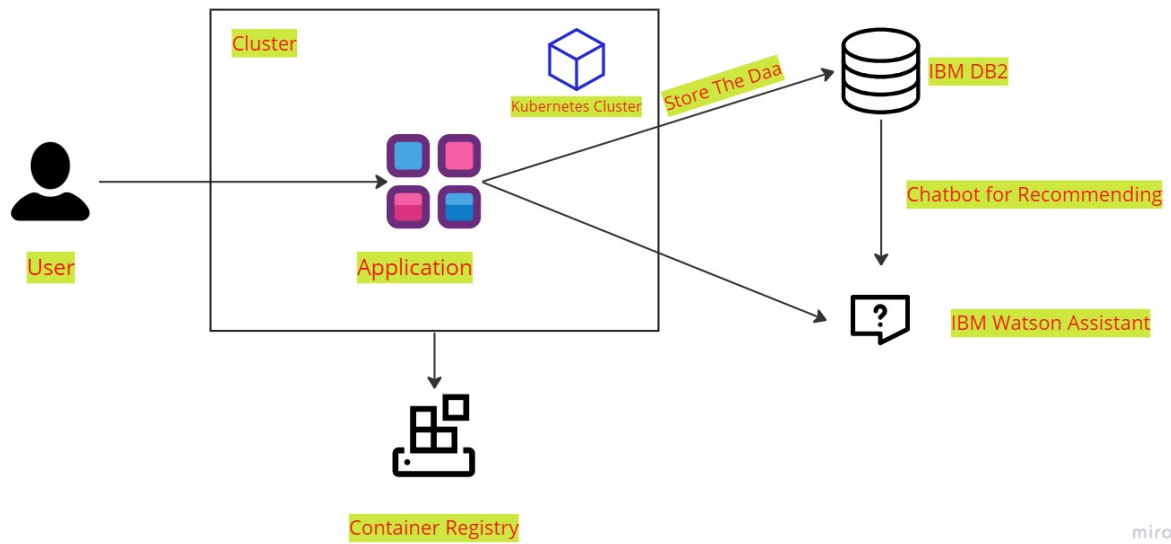 Cluster
Kubernetes Cluster
Store The Daa
IBM DB2
User
Application
Chatbot for Recommending
?
IBM Watson Assistant
Container Registry
miro